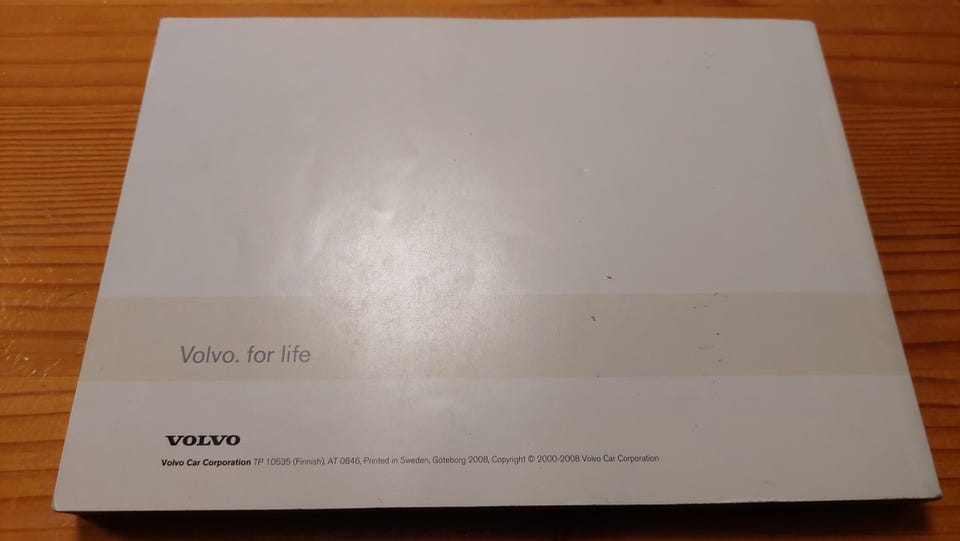 Volvo. for life
VOLVO
Volvo Car Corporation TP 10535 (Finnish), AT 0846, Printed in Sweden, Göteborg 2008, Copyright © 2000-2008 Volvo Car Corporation